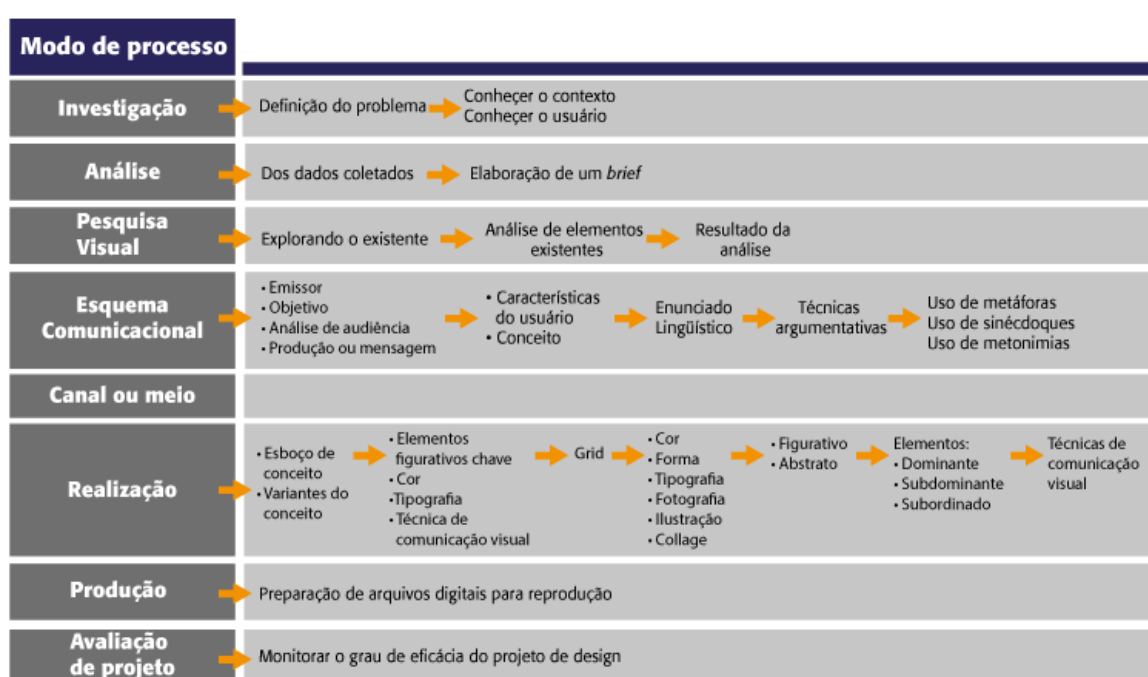 Modo de processo
Investigação
Definição do problema
Conheçer o contexto
Conheçer o usuário
Análise
Dos dados coletados
Elaboração de um brief
Pesquisa
Visual
Explorando o existente
Análise de elementos
existentes
Resultado da
análise
Esquema
Comunicacional
• Emissor
• Objetivo
• Análise de audiência
• Produção ou mensagem
• Características
do usuário
• Conceito
Enunciado
Lingüístico
Técnicas
argumentativas
Uso de metáforas
Uso de sinécdoques
Uso de metonimias
Canal ou meio
Realização
• Esboço de
conceito
• Variantes do
conceito
• Elementos
figurativos chave
• Cor
•Tipografia
• Técnica de
comunicação visual
Grid
• Cor
• Forma
• Tipografia
• Fotografia
• Ilustração
• Collage
• Figurativo
• Abstrato
Elementos:
• Dominante
• Subdominante
• Subordinado
Técnicas de
comunicação
visual
Produção
Preparação de arquivos digitais para reprodução
Avaliação
de projeto
Monitorar o grau de eficácia do projeto de design